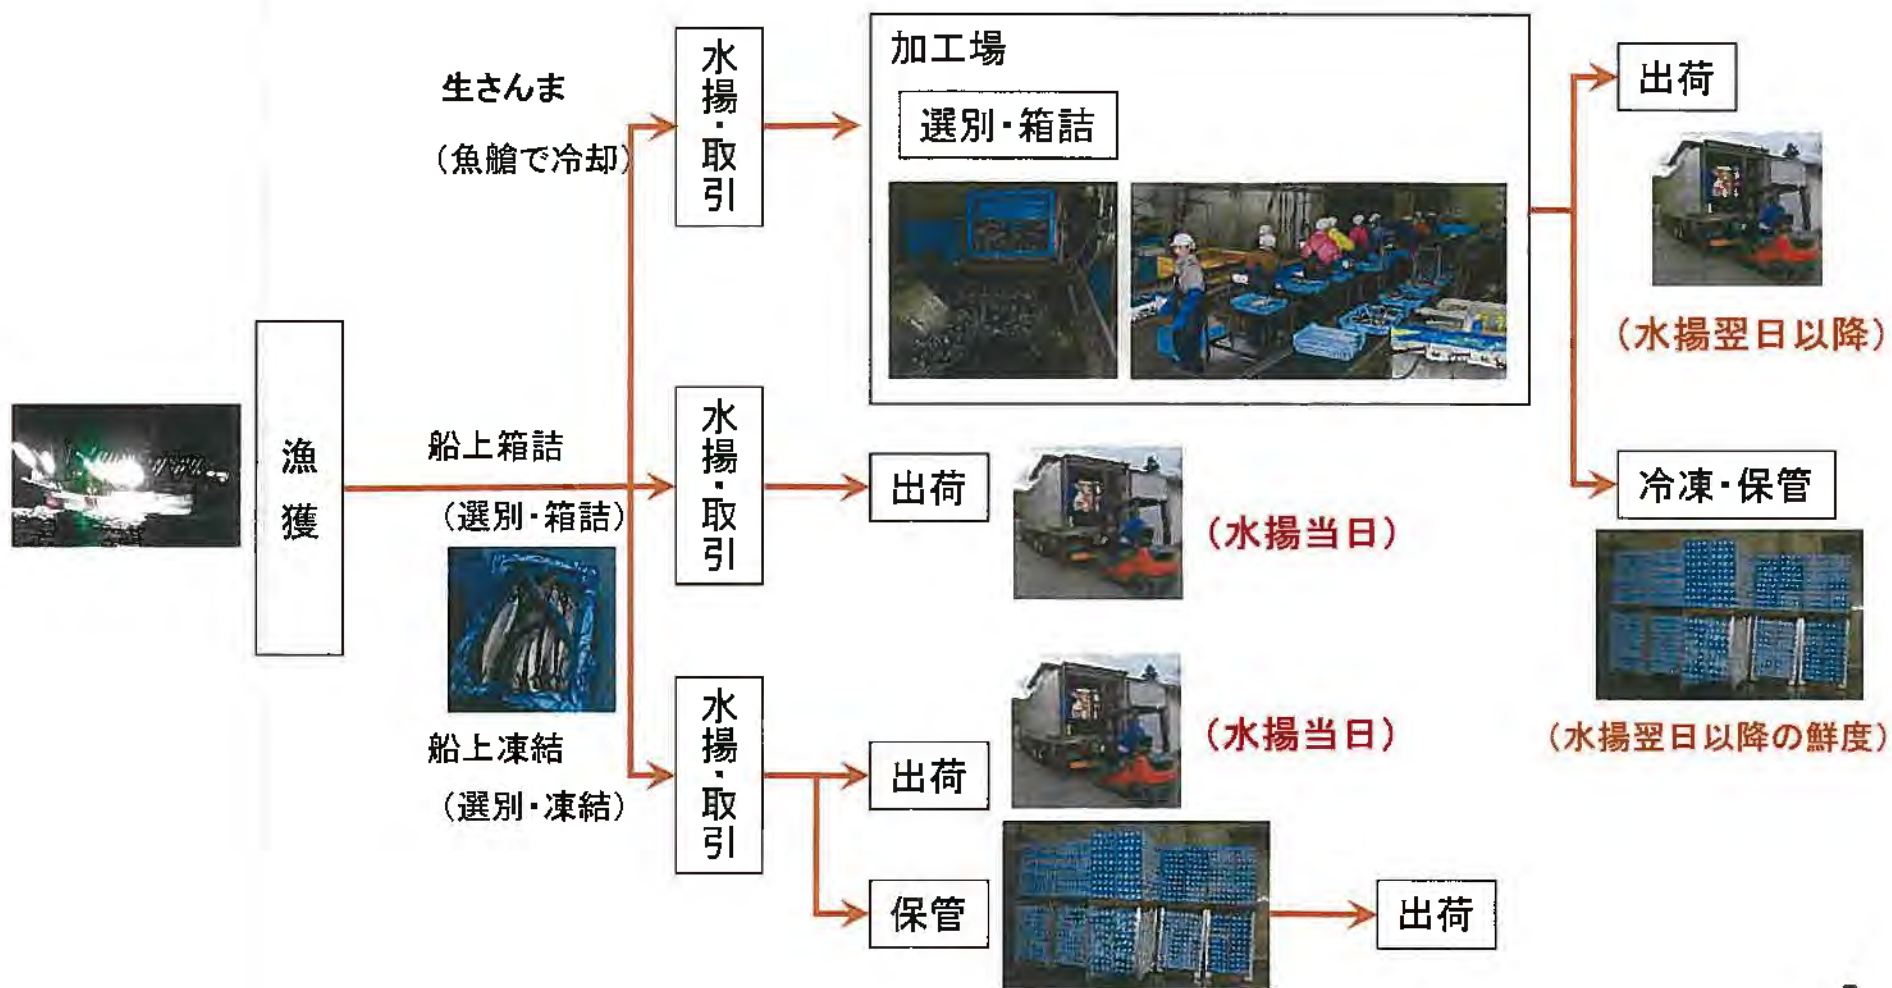 漁獲
生さんま
（魚艙で冷却）
水揚・取引
加工場
選別・箱詰
出荷
（水揚翌日以降）
冷凍・保管
（水揚翌日以降の鮮度）
船上箱詰
（選別・箱詰）
水揚・取引
出荷
（水揚当日）
船上凍結
（選別・凍結）
水揚・取引
出荷
（水揚当日）
保管
出荷